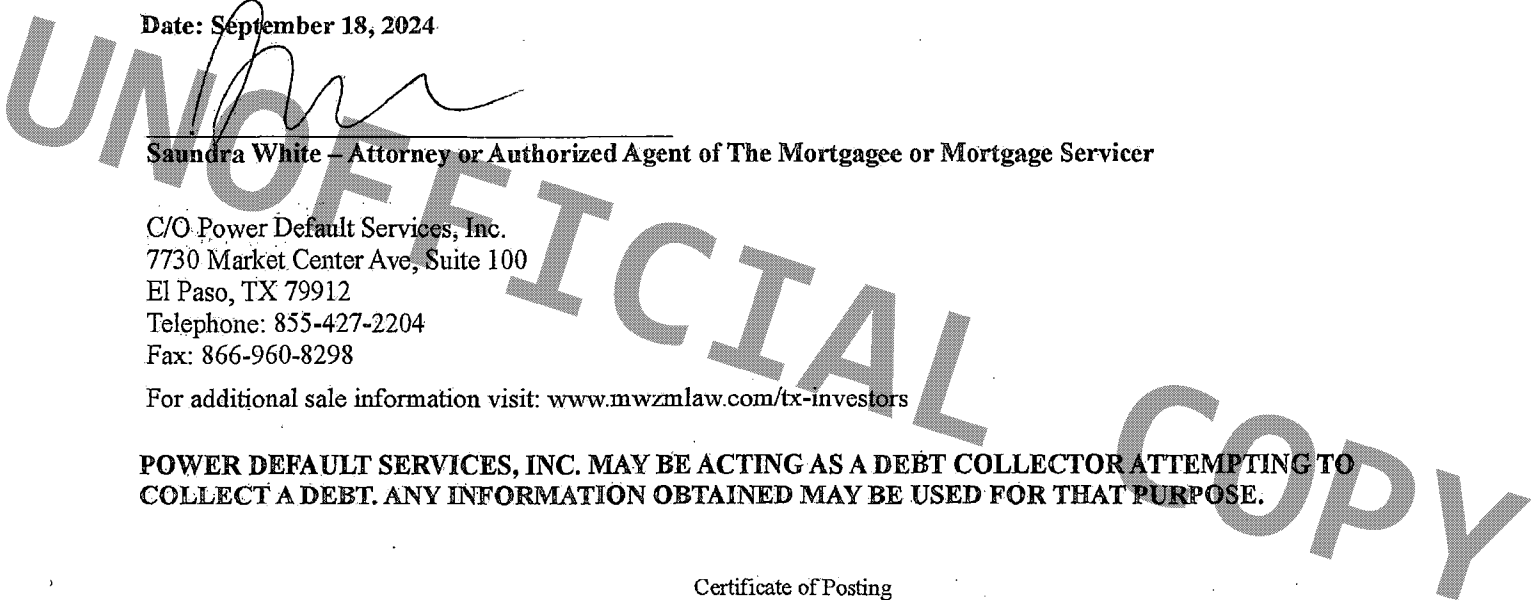 Date: September 18, 2024
Saundra White – Attorney or Authorized Agent of The Mortgagee or Mortgage Servicer
C/O Power Default Services, Inc.
7730 Market Center Ave, Suite 100
El Paso, TX 79912
Telephone: 855-427-2204
Fax: 866-960-8298
For additional sale information visit: www.mwzmlaw.com/tx-investors
POWER DEFAULT SERVICES, INC. MAY BE ACTING AS A DEBT COLLECTOR ATTEMPTING TO
COLLECT A DEBT. ANY INFORMATION OBTAINED MAY BE USED FOR THAT PURPOSE.
Certificate of Posting
UNOFFICIAL COPY